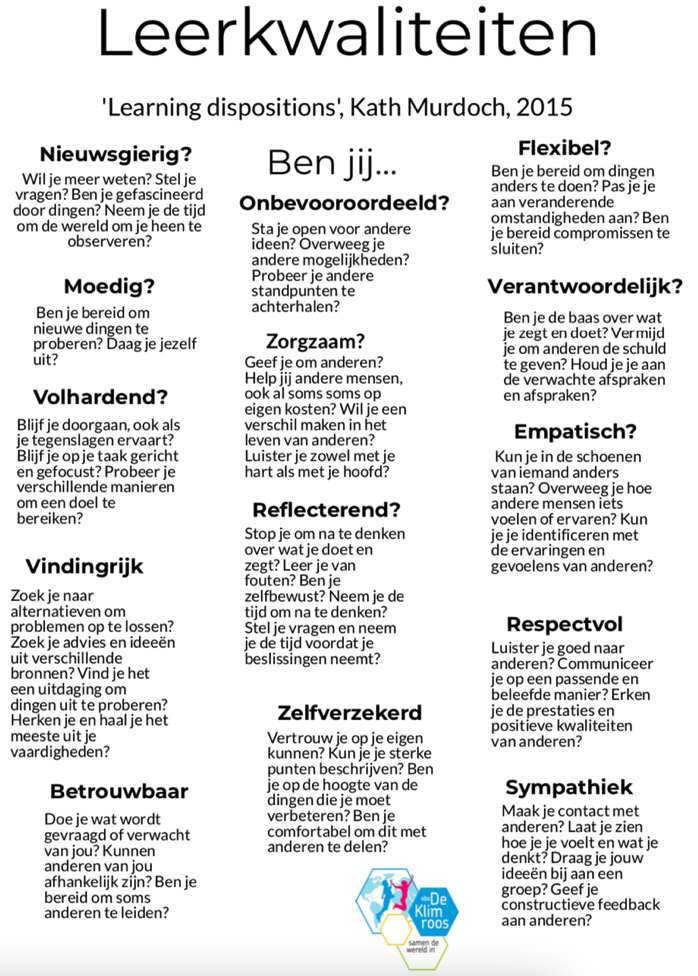 Leerkwaliteiten
'Learning dispositions', Kath Murdoch, 2015
Nieuwsgierig?
Wil je meer weten? Stel je
vragen? Ben je gefascineerd
door dingen? Neem je de tijd
om de wereld om je heen te
observeren?
Moedig?
Ben je bereid om
nieuwe dingen te
proberen? Daag je jezelf
uit?
Volhardend?
Blijf je doorgaan, ook als
je tegenslagen ervaart?
Blijf je op je taak gericht
en gefocust? Probeer je
verschillende manieren
om een doel te
bereiken?
Vindingrijk
Zoek je naar
alternatieven om
problemen op te lossen?
Zoek je advies en ideeën
uit verschillende
bronnen? Vind je het
een uitdaging om
dingen uit te proberen?
Herken je en haal je het
meeste uit je
vaardigheden?
Betrouwbaar
Doe je wat wordt
gevraagd of verwacht
van jou? Kunnen
anderen van jou
afhankelijk zijn? Ben je
bereid om soms
anderen te leiden?
Ben jij...
Onbevooroordeeld?
Sta je open voor andere
ideen? Overweeg je
andere mogelijkheden?
Probeer je andere
standpunten te
achterhalen?
Zorgzaam?
Geef je om anderen?
Help jij andere mensen,
ook al soms soms op
eigen kosten? Wil je een
verschil maken in het
leven van anderen?
Luister je zowel met je
hart als met je hoofd?
Reflecterend?
Stop je om na te denken
over wat je doet en
zegt? Leer je van
fouten? Ben je
zelfbewust? Neem je de
tijd om na te denken?
Stel je vragen en neem
je de tijd voordat je
beslissingen neemt?
Zelfverzekerd
Vertrouw je op je eigen
kunnen? Kun je je sterke
punten beschrijven? Ben
je op de hoogte van de
dingen die je moet
verbeteren? Ben je
comfortabel om dit met
anderen te delen?
Flexibel?
Ben je bereid om dingen
anders te doen? Pas je je
aan veranderende
omstandigheden aan? Ben
je bereid compromissen te
sluiten?
Verantwoordelijk?
Ben je de baas over wat
je zegt en doet? Vermijd
je om anderen de schuld
te geven? Houd je je aan
de verwachte afspraken
en afspraken?
Empatisch?
Kun je in de schoenen
van iemand anders
staan? Overweeg je hoe
andere mensen iets
voelen of ervaren? Kun
je je identificeren met
de ervaringen en
gevoelens van anderen?
Respectvol
Luister je goed naar
anderen? Communiceer
je op een passende en
beleefde manier? Erken
je de prestaties en
positieve kwaliteiten
van anderen?
Sympathiek
Maak je contact met
anderen? Laat je zien
hoe je je voelt en wat je
denkt? Draag je jouw
ideeën bij aan een
groep? Geef je
constructieve feedback
aan anderen?
De
Klim
roos
samen de
wereld in